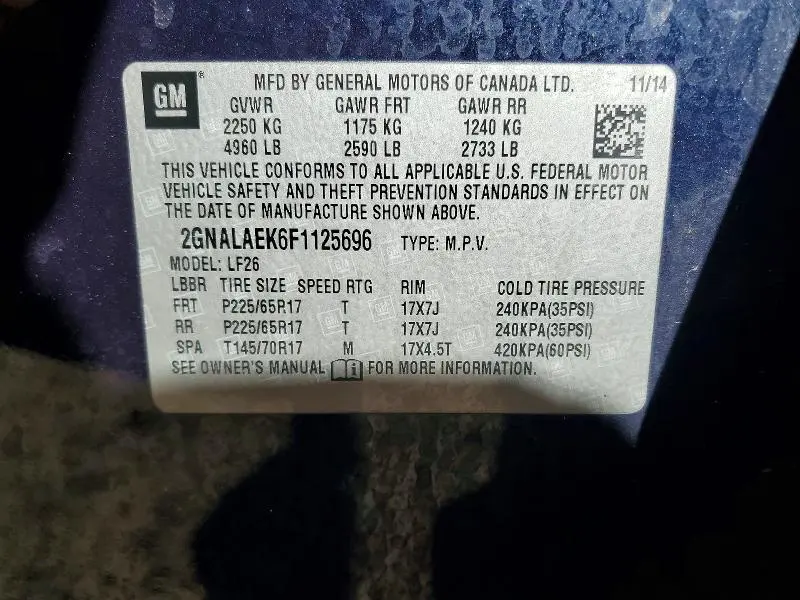 GM ® MFD BY GENERAL MOTORS OF CANADA LTD. 11/14
GVWR GAWR FRT GAWR RR
2250 KG 1175 KG 1240 KG
4960 LB 2590 LB 2733 LB
THIS VEHICLE CONFORMS TO ALL APPLICABLE U.S. FEDERAL MOTOR
VEHICLE SAFETY AND THEFT PREVENTION STANDARDS IN EFFECT ON
THE DATE OF MANUFACTURE SHOWN ABOVE.
2GNALAEK6F1125696 TYPE: M.P.V.
MODEL: LF26
LBBR TIRE SIZE SPEED RTG RIM COLD TIRE PRESSURE
FRT P225/65R17 T 17X7J 240KPA(35PSI)
RR P225/65R17 T 17X7J 240KPA(35PSI)
SPA T145/70R17 M 17X4.5T 420KPA(60PSI)
SEE OWNER'S MANUAL FOR MORE INFORMATION.